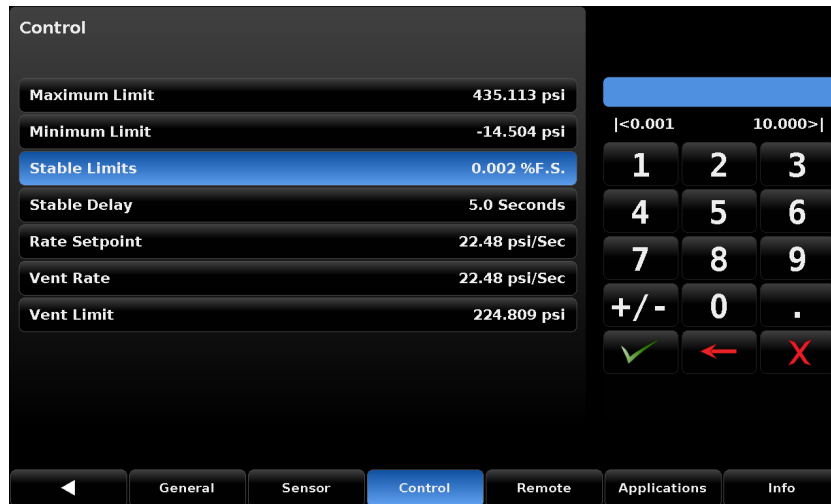 Control
Maximum Limit 435.113 psi
Minimum Limit -14.504 psi
Stable Limits 0.002 %F.S.
Stable Delay 5.0 Seconds
Rate Setpoint 22.48 psi/Sec
Vent Rate 22.48 psi/Sec
Vent Limit 224.809 psi
|<0.001 10.000>|
1 2 3
4 5 6
7 8 9
+/- 0 .
X
General Sensor Control Remote Applications Info